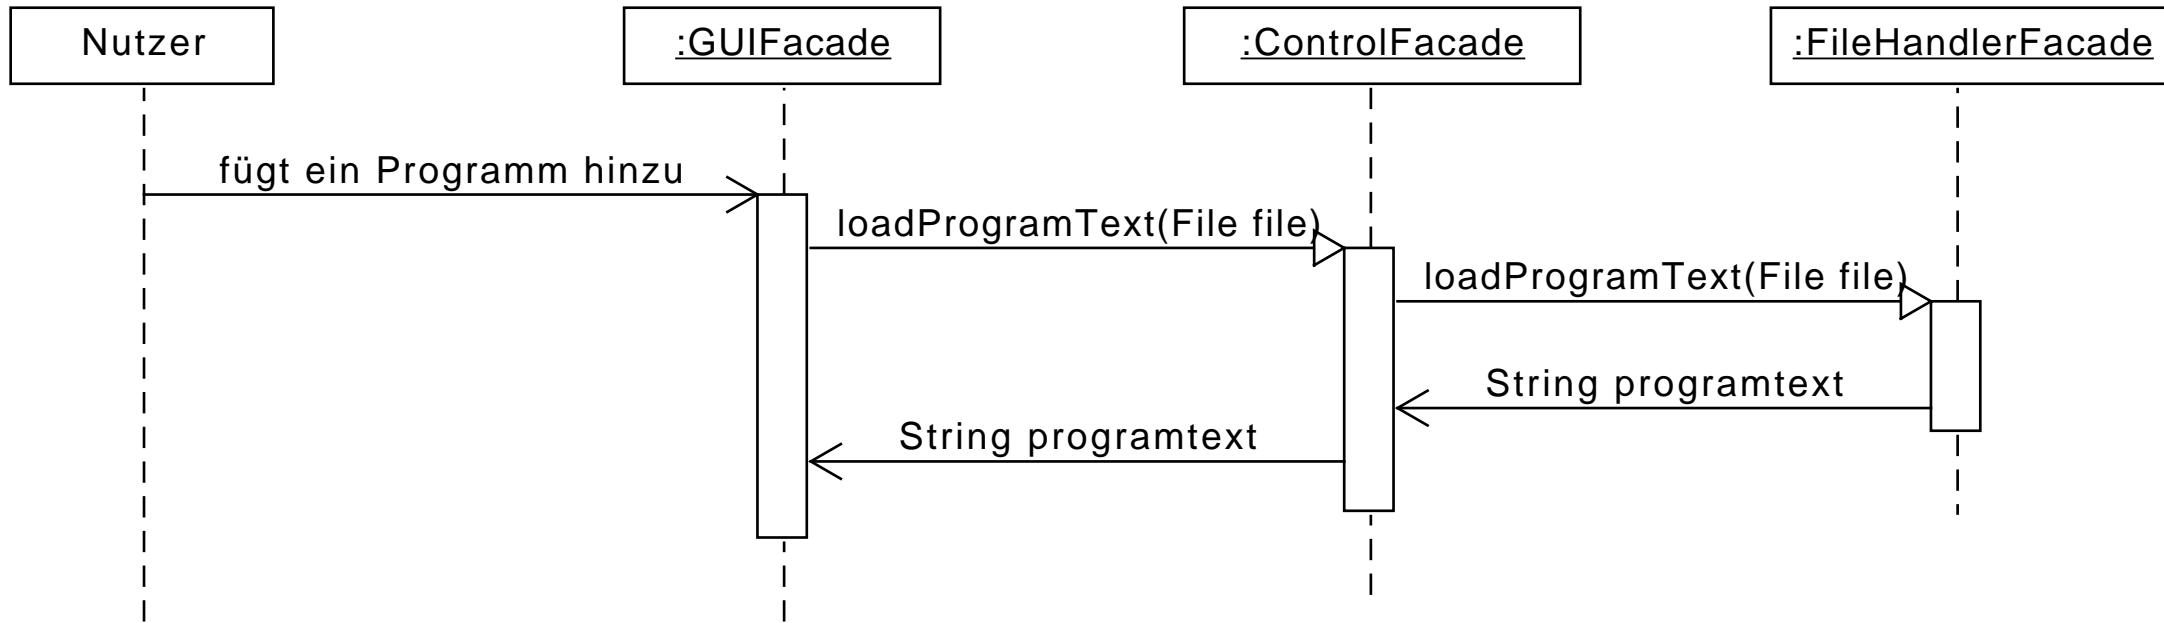 Nutzer
:GUIFacade
:ControlFacade
:FileHandlerFacade
fügt ein Programm hinzu
loadProgramText(File file)
loadProgramText(File file)
String programtext
String programtext